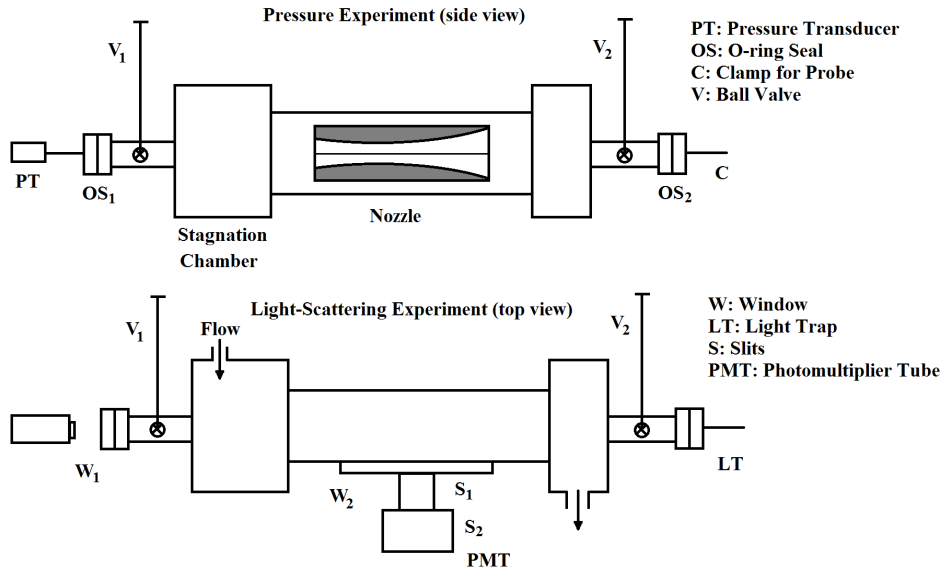 Pressure Experiment (side view)
V1
V2
PT: Pressure Transducer
OS: O-ring Seal
C: Clamp for Probe
V: Ball Valve
PT
OS1
OS2
C
Nozzle
Stagnation
Chamber
Light-Scattering Experiment (top view)
V1
Flow
V2
W: Window
LT: Light Trap
S: Slits
PMT: Photomultiplier Tube
W1
W2
S1
LT
S2
PMT